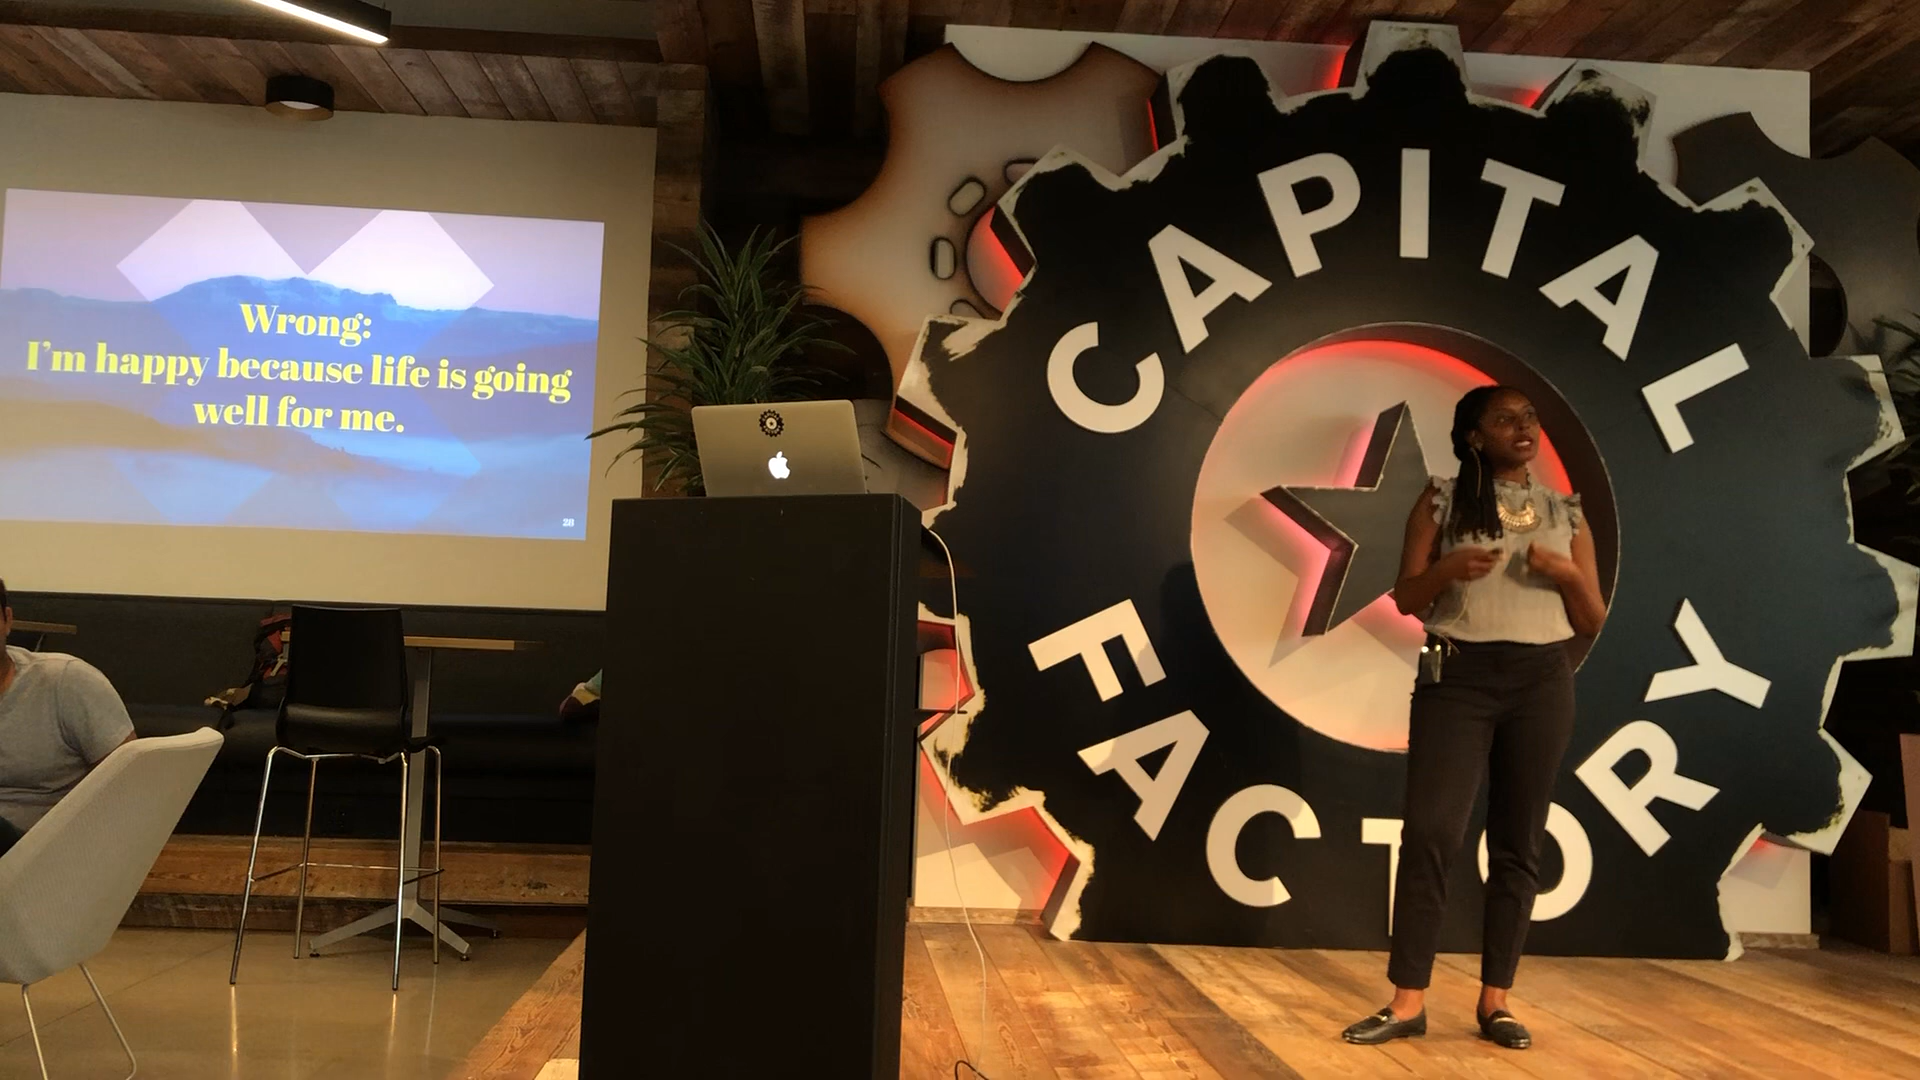 Wrong:
I'm happy because life is going
well for me.
28
CAPITAL
FACTORY